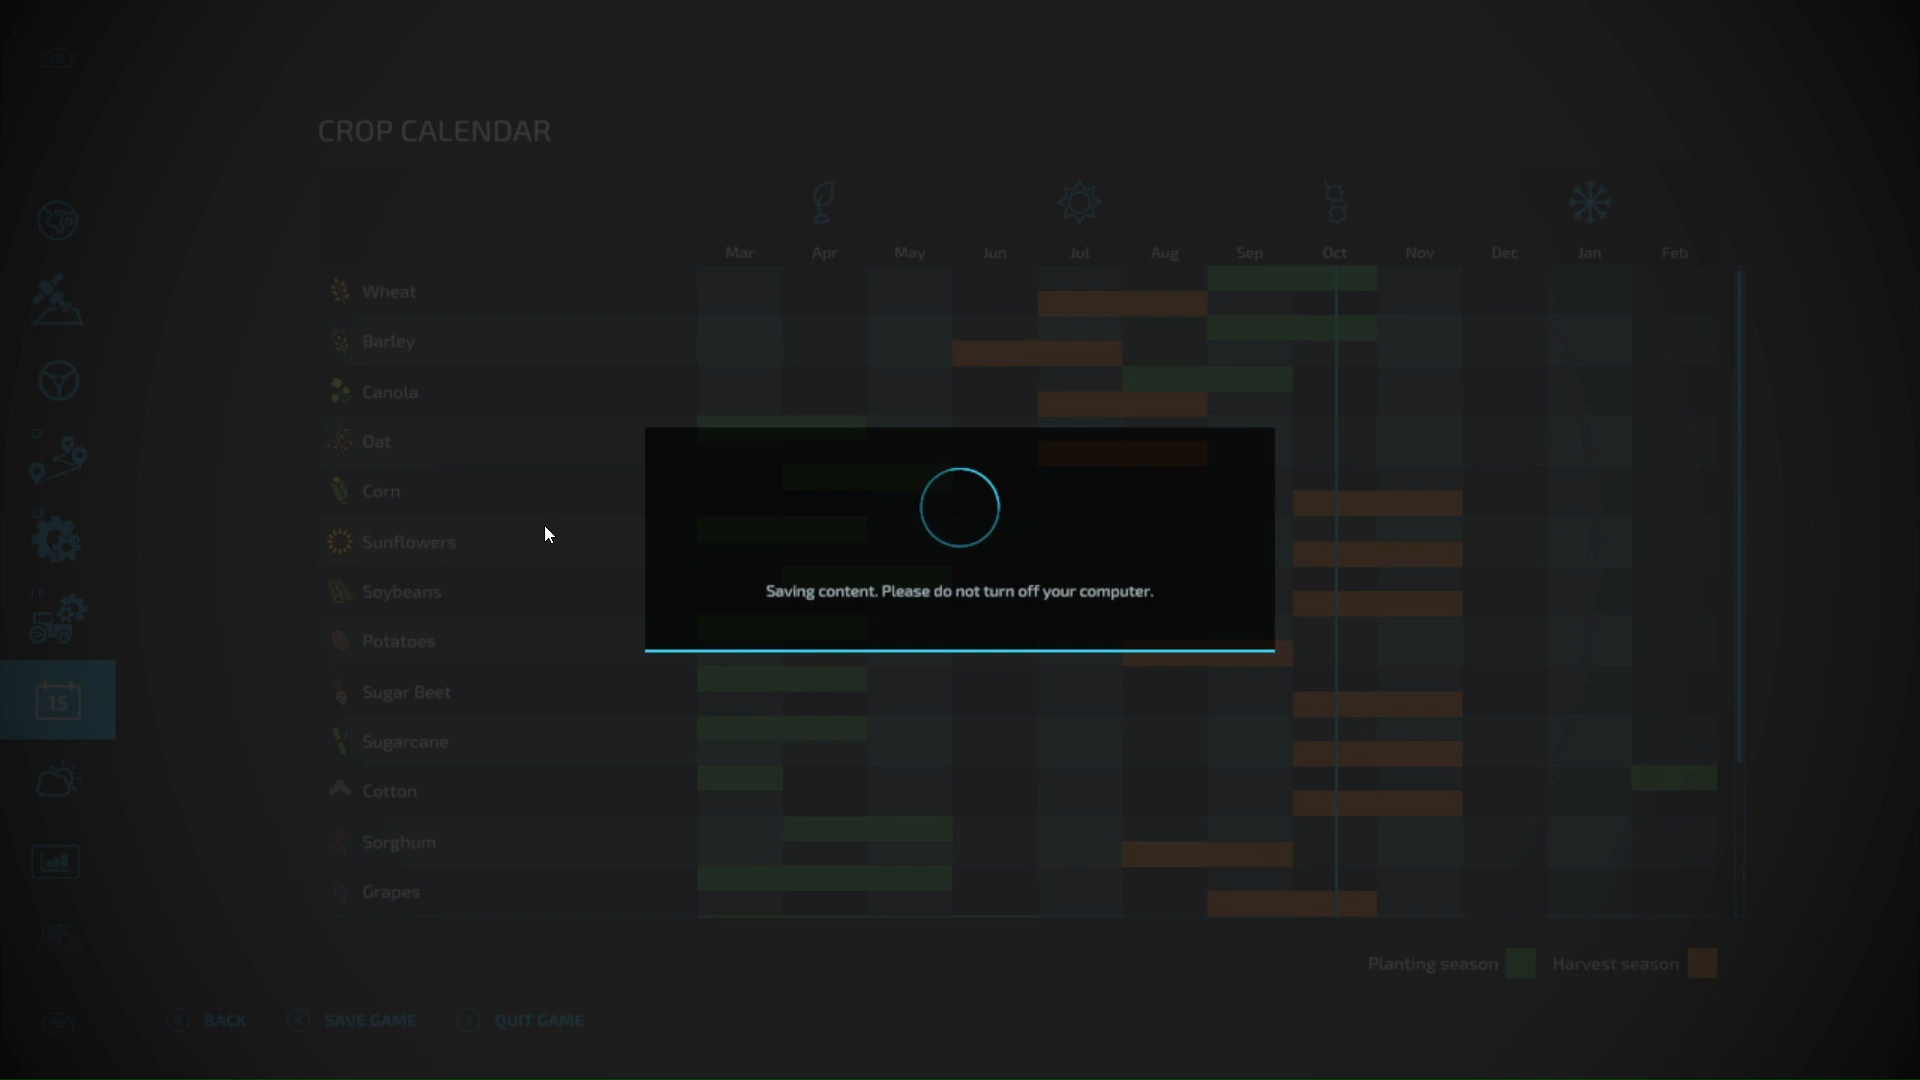 CROP CALENDAR
Mar Apr May Jun Jul Aug Sep Oct Nov Dec Jan Feb
Wheat
Barley
Canola
CP
Oat
Corn
CP
Sunflowers
Soybeans
Saving content. Please do not turn off your computer.
Potatoes
Sugar Beet
15
Sugarcane
Cotton
Sorghum
Grapes
Planting season Harvest season
BACK SAVE GAME QUIT GAME